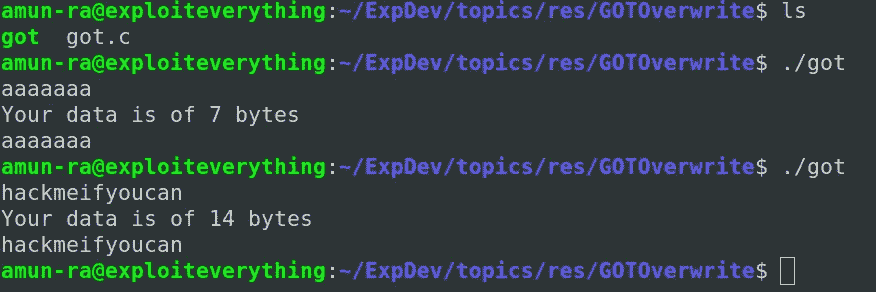 amun-ra@exploiteverything:~/ExpDev/topics/res/GOTOverwrite$ ls
got  got.c
amun-ra@exploiteverything:~/ExpDev/topics/res/GOTOverwrite$ ./got
aaaaaaa
Your data is of 7 bytes
aaaaaaa
amun-ra@exploiteverything:~/ExpDev/topics/res/GOTOverwrite$ ./got
hackmeifyoucan
Your data is of 14 bytes
hackmeifyoucan
amun-ra@exploiteverything:~/ExpDev/topics/res/GOTOverwrite$